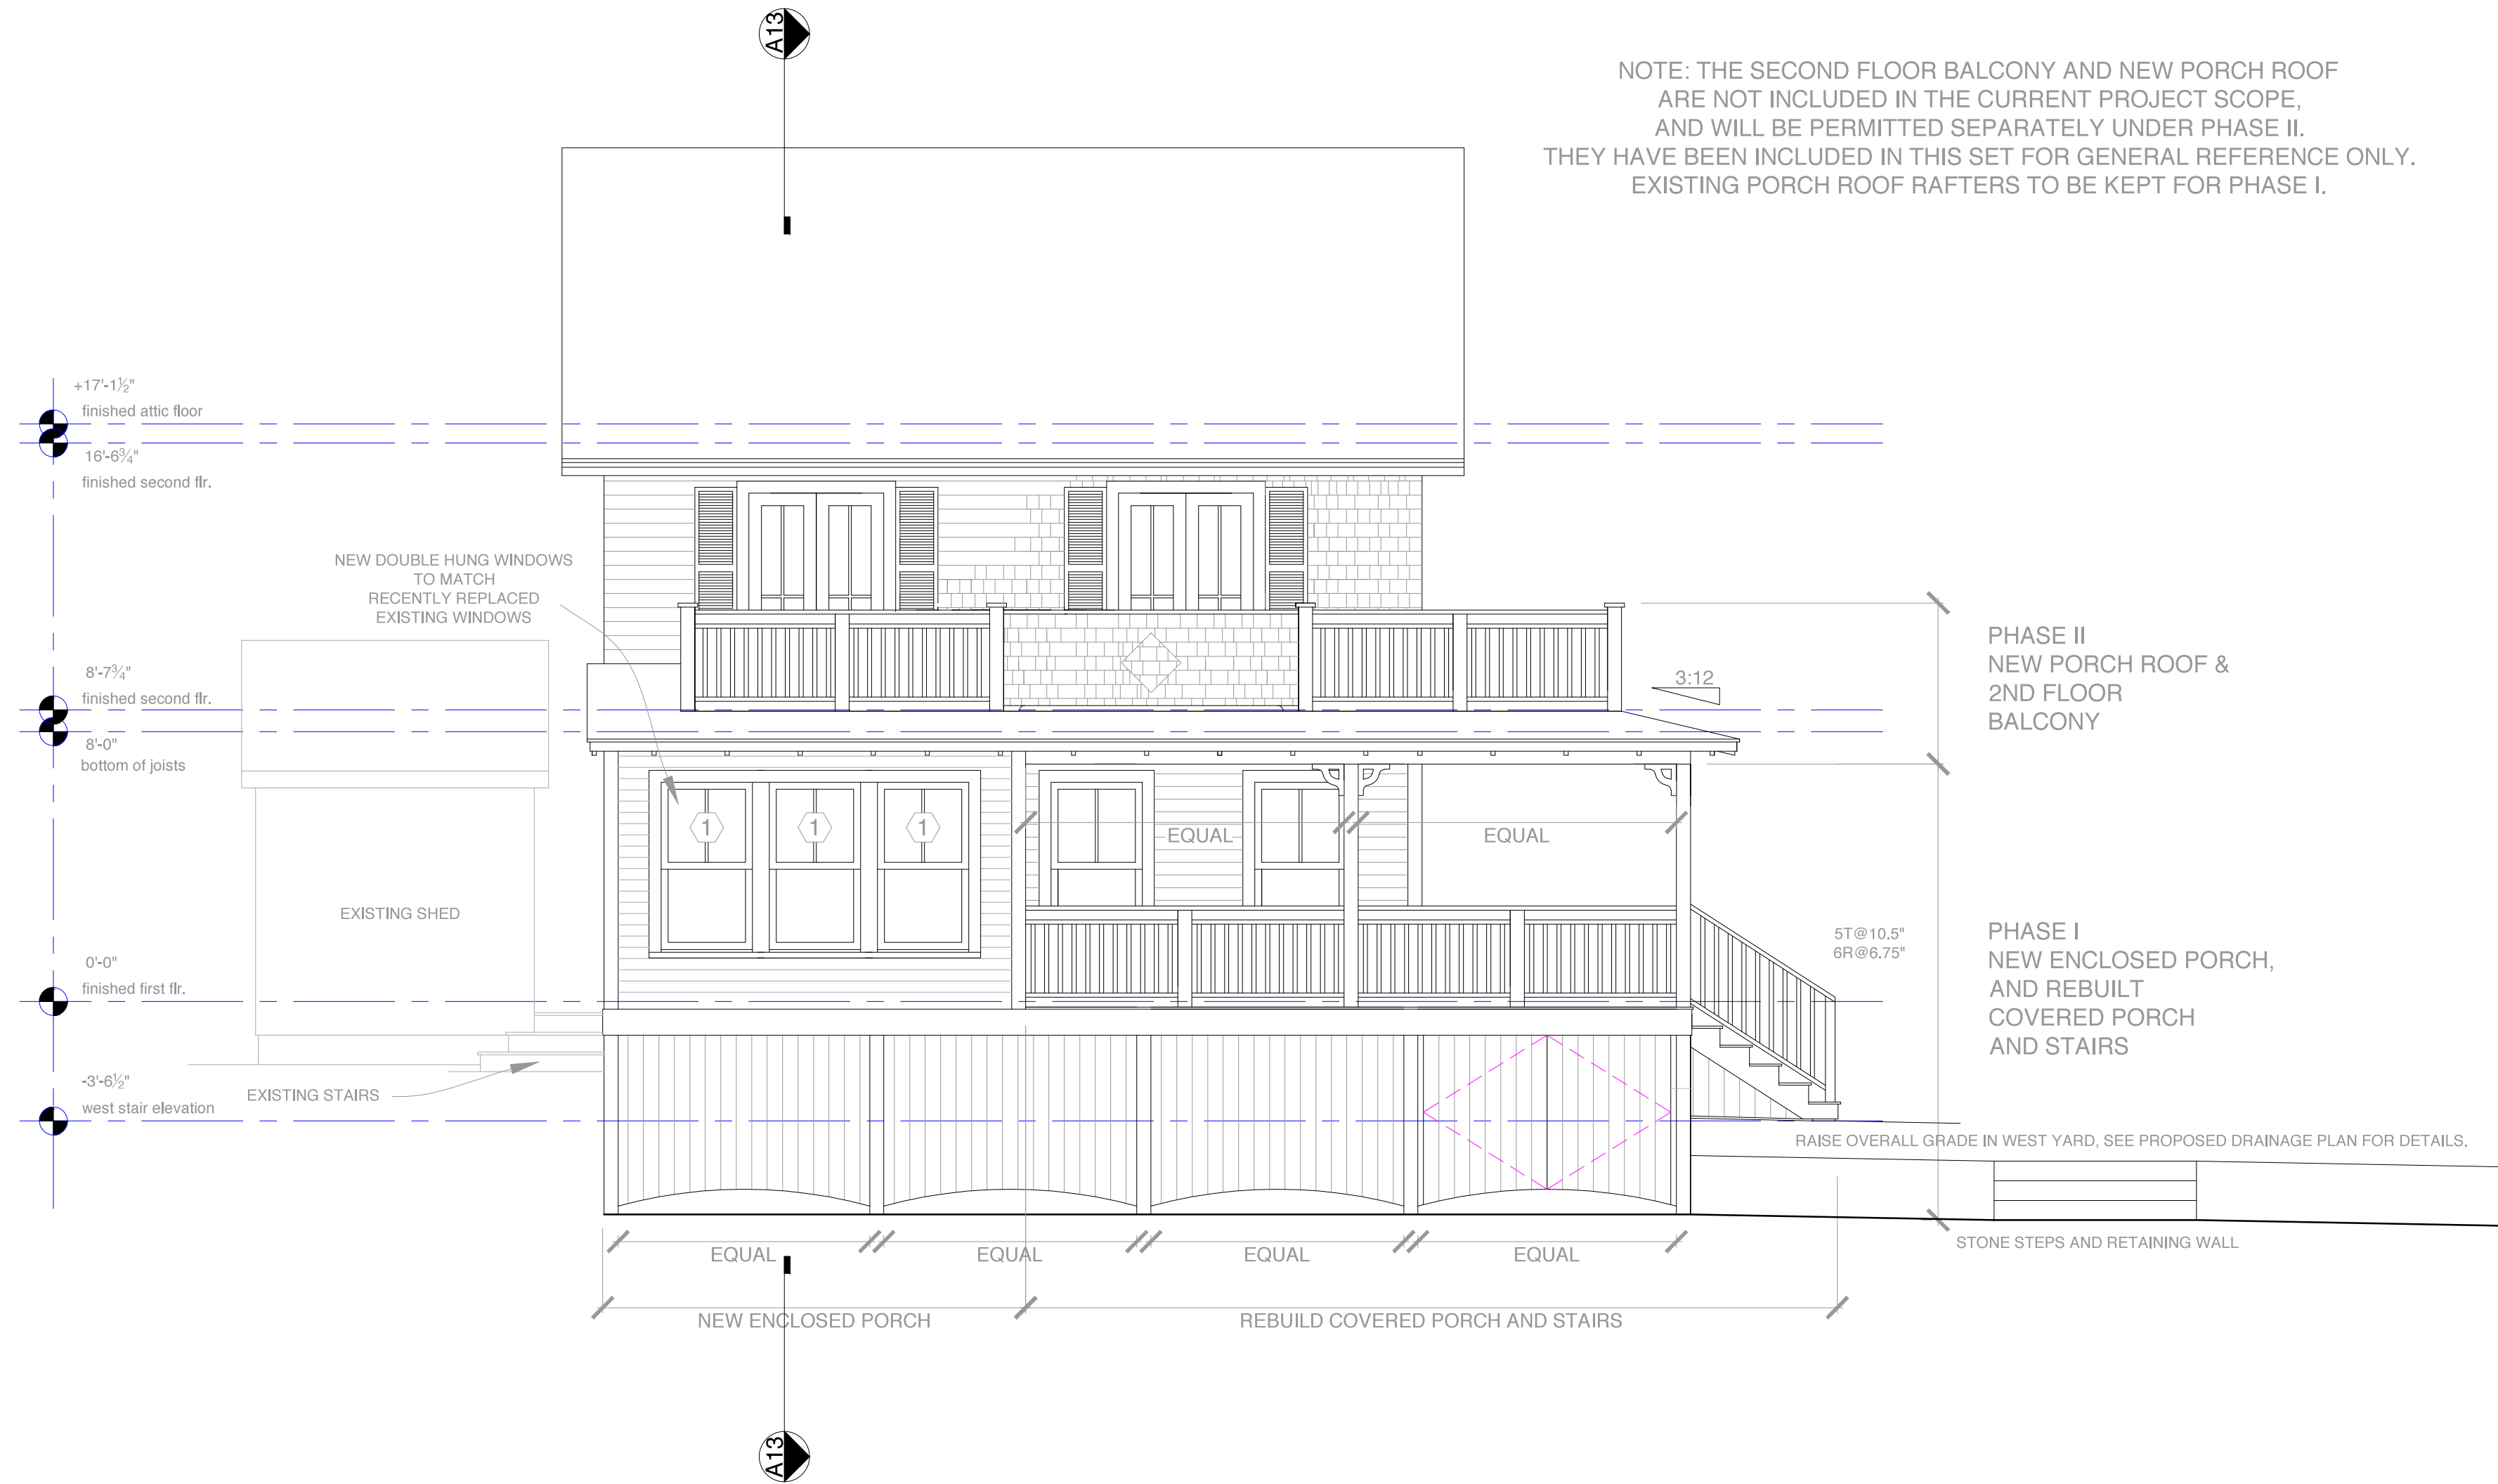 A13
NOTE: THE SECOND FLOOR BALCONY AND NEW PORCH ROOF
ARE NOT INCLUDED IN THE CURRENT PROJECT SCOPE,
AND WILL BE PERMITTED SEPARATELY UNDER PHASE II.
THEY HAVE BEEN INCLUDED IN THIS SET FOR GENERAL REFERENCE ONLY.
EXISTING PORCH ROOF RAFTERS TO BE KEPT FOR PHASE I.
+17'-1½"
finished attic floor
16'-6¾"
finished second flr.
NEW DOUBLE HUNG WINDOWS
TO MATCH
RECENTLY REPLACED
EXISTING WINDOWS
8'-7¾"
finished second flr.
8'-0"
bottom of joists
3:12
PHASE II
NEW PORCH ROOF &
2ND FLOOR
BALCONY
1
1
1
EQUAL
EQUAL
EXISTING SHED
5T@10.5"
6R@6.75"
PHASE I
NEW ENCLOSED PORCH,
AND REBUILT
COVERED PORCH
AND STAIRS
0'-0"
finished first flr.
-3'-6½"
west stair elevation
EXISTING STAIRS
RAISE OVERALL GRADE IN WEST YARD, SEE PROPOSED DRAINAGE PLAN FOR DETAILS.
STONE STEPS AND RETAINING WALL
EQUAL
EQUAL
EQUAL
EQUAL
NEW ENCLOSED PORCH
REBUILD COVERED PORCH AND STAIRS
A13